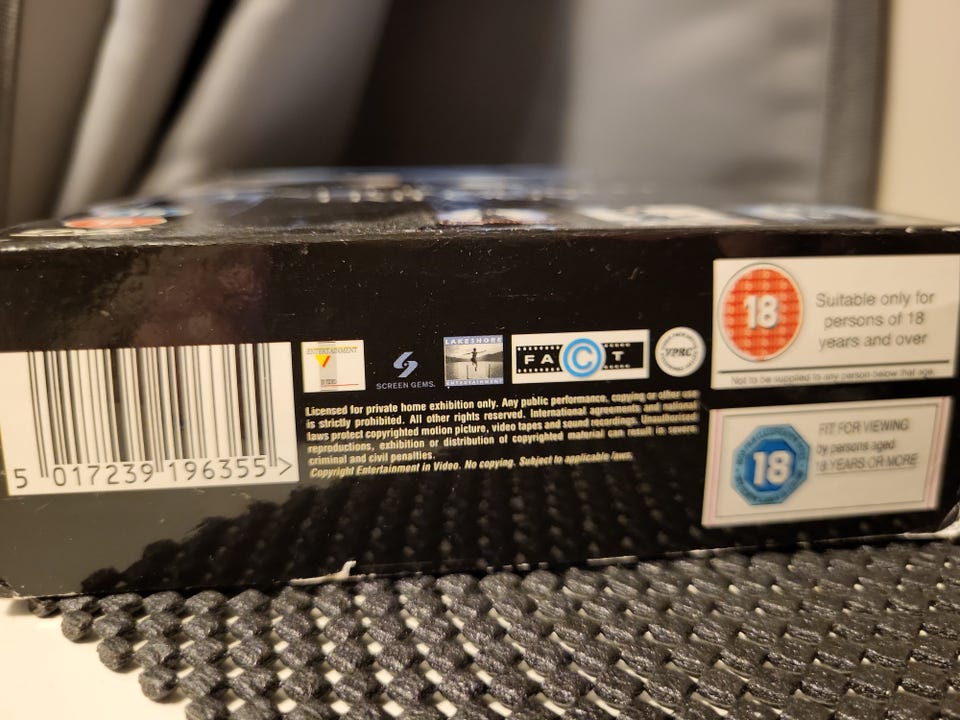 5 017239 196355 >
ENTERTAINMENT
IN VIDEO
SCREEN GEMS.
LAKESHORE
ENTERTAINMENT
FACT
VPRC
Licensed for private home exhibition only. Any public performance, copying or other use
is strictly prohibited. All other rights reserved. International agreements and national
laws protect copyrighted motion picture, video tapes and sound recordings. Unauthorised
reproductions, exhibition or distribution of copyrighted material can result in severe
criminal and civil penalties.
Copyright Entertainment in Video. No copying. Subject to applicable laws.
18
Suitable only for
persons of 18
years and over
Not to be supplied to any person below that age.
18
FIT FOR VIEWING
by persons aged
18 YEARS OR MORE